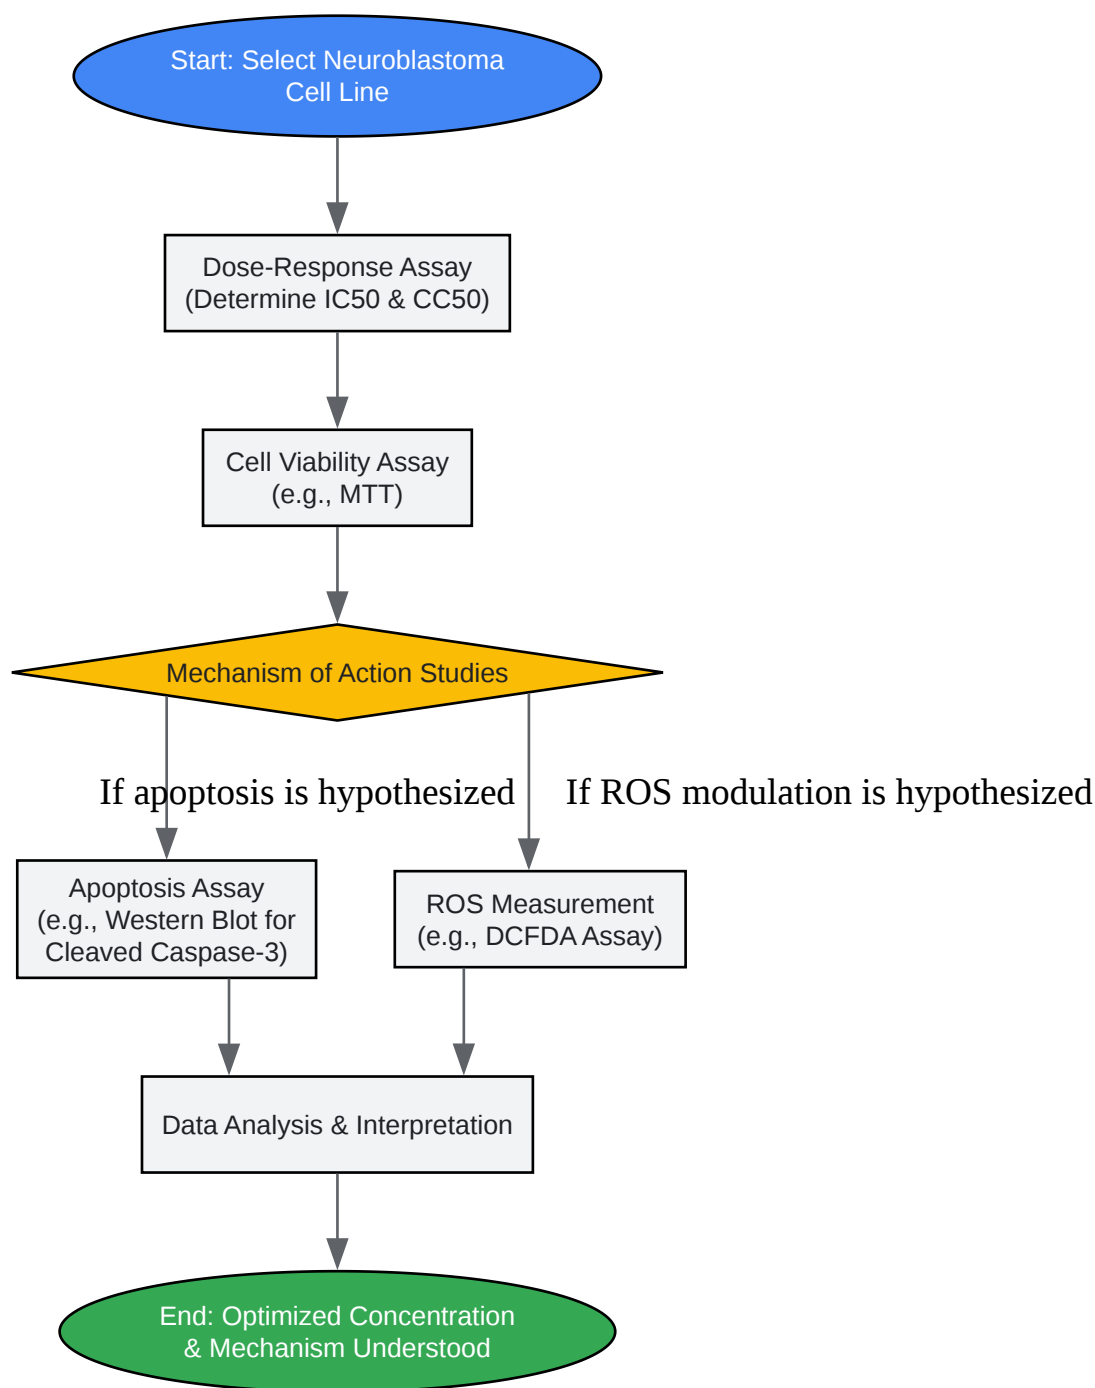 Start: Select Neuroblastoma
Cell Line
Dose-Response Assay
(Determine IC50 & CC50)
Cell Viability Assay
(e.g., MTT)
Mechanism of Action Studies
If apoptosis is hypothesized
If ROS modulation is hypothesized
Apoptosis Assay
(e.g., Western Blot for
Cleaved Caspase-3)
ROS Measurement
(e.g., DCFDA Assay)
Data Analysis & Interpretation
End: Optimized Concentration
& Mechanism Understood